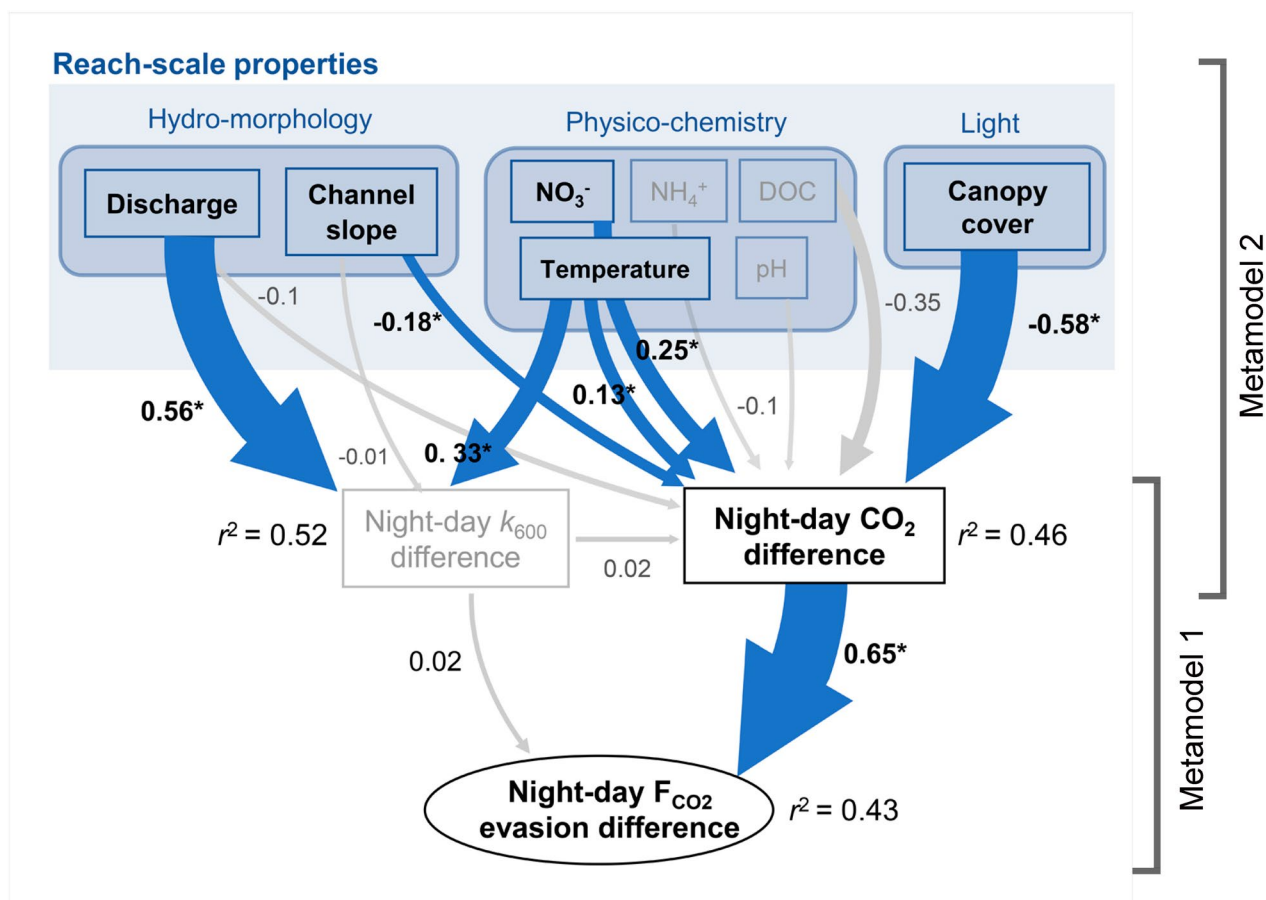 Reach-scale properties
Hydro-morphology
Physico-chemistry
Light
Discharge
Channel
slope
NO₃⁻
NH₄⁺
DOC
Temperature
pH
Canopy
cover
-0.1
-0.18*
0.25*
-0.35
-0.58*
0.56*
0.13*
-0.1
-0.01
0. 33*
r² = 0.52
Night-day k₆₀₀
difference
0.02
Night-day CO₂
difference
r² = 0.46
0.02
0.65*
Night-day F_CO2
evasion difference
r² = 0.43
Metamodel 2
Metamodel 1